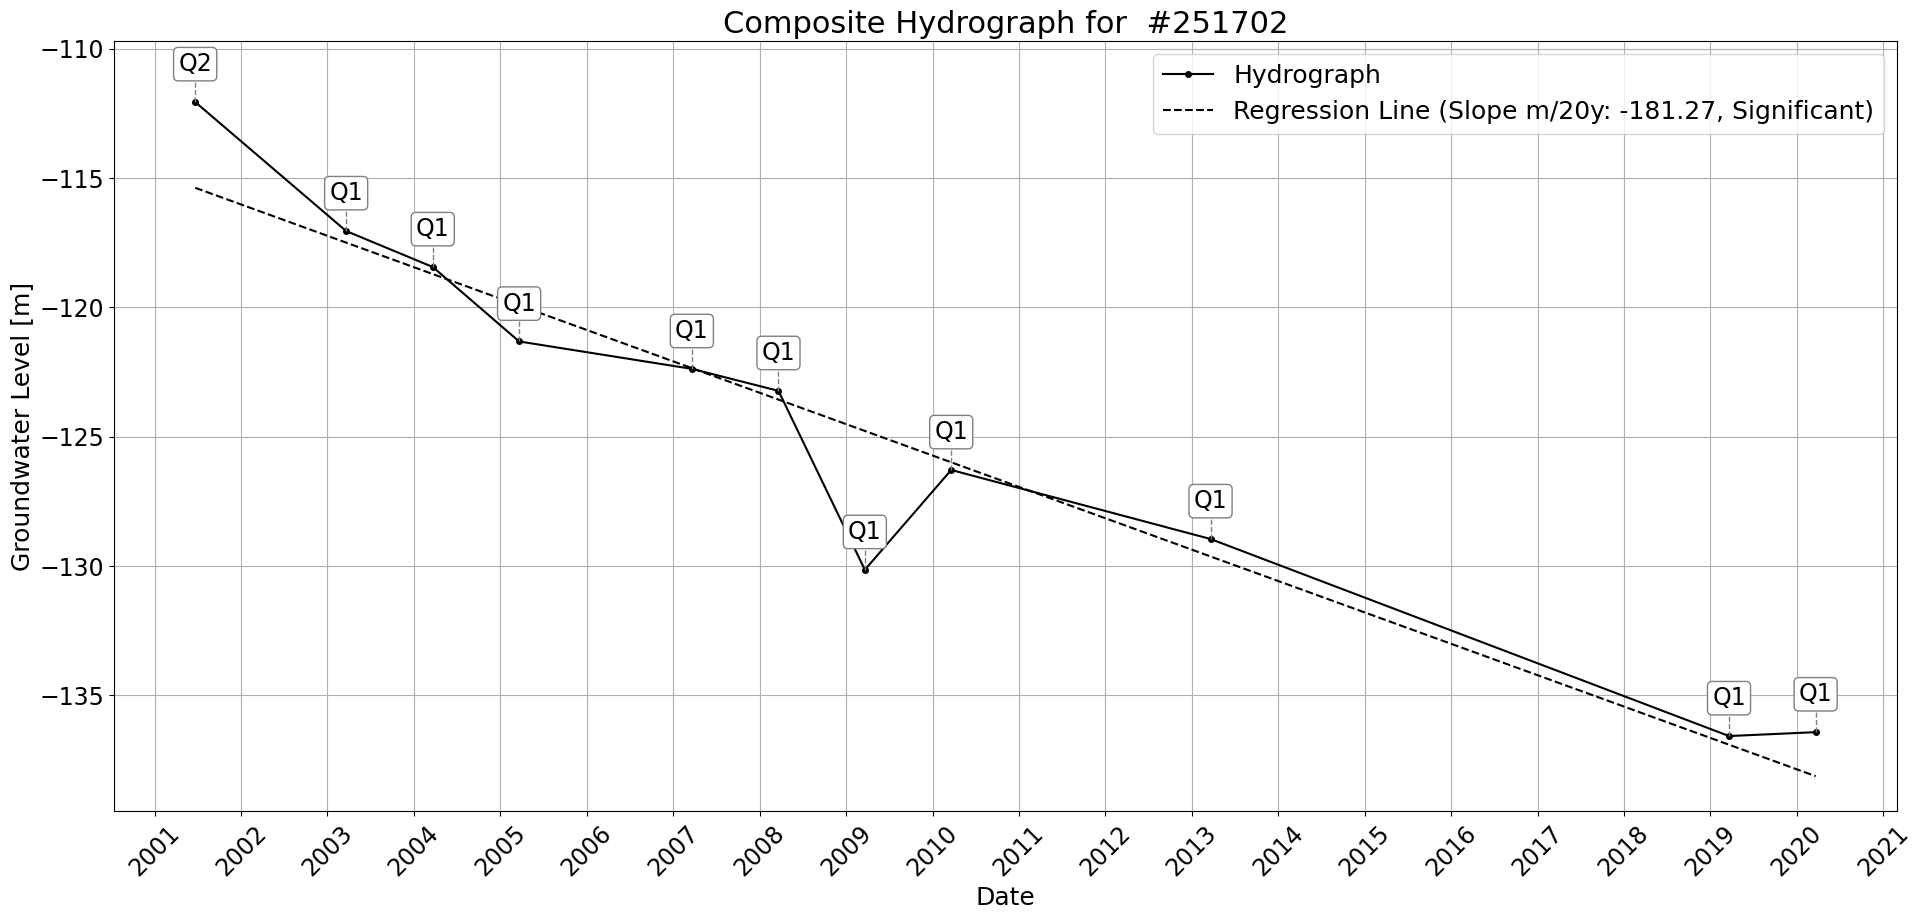 Composite Hydrograph for  #251702
Hydrograph
Regression Line (Slope m/20y: -181.27, Significant)
Groundwater Level [m]
−110
−115
−120
−125
−130
−135
Q2
Q1
Q1
Q1
Q1
Q1
Q1
Q1
Q1
Q1
Q1
2001
2002
2003
2004
2005
2006
2007
2008
2009
2010
2011
2012
2013
2014
2015
2016
2017
2018
2019
2020
2021
Date